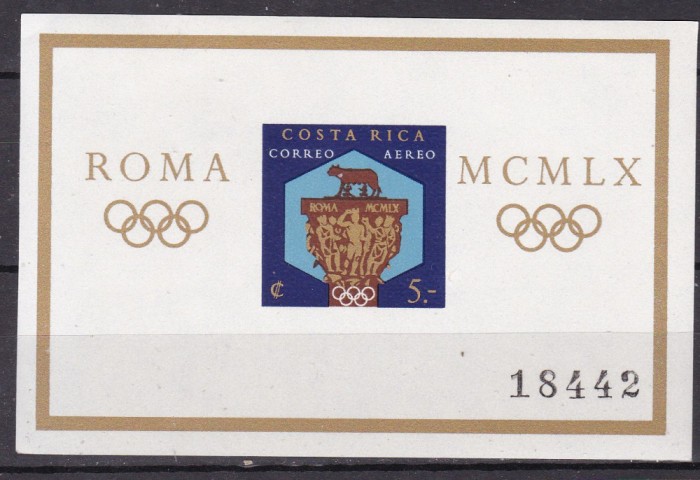 ROMA
MCMLX
COSTA RICA
CORREO AEREO
ROMA MCMLX
₡ 5.-
18442